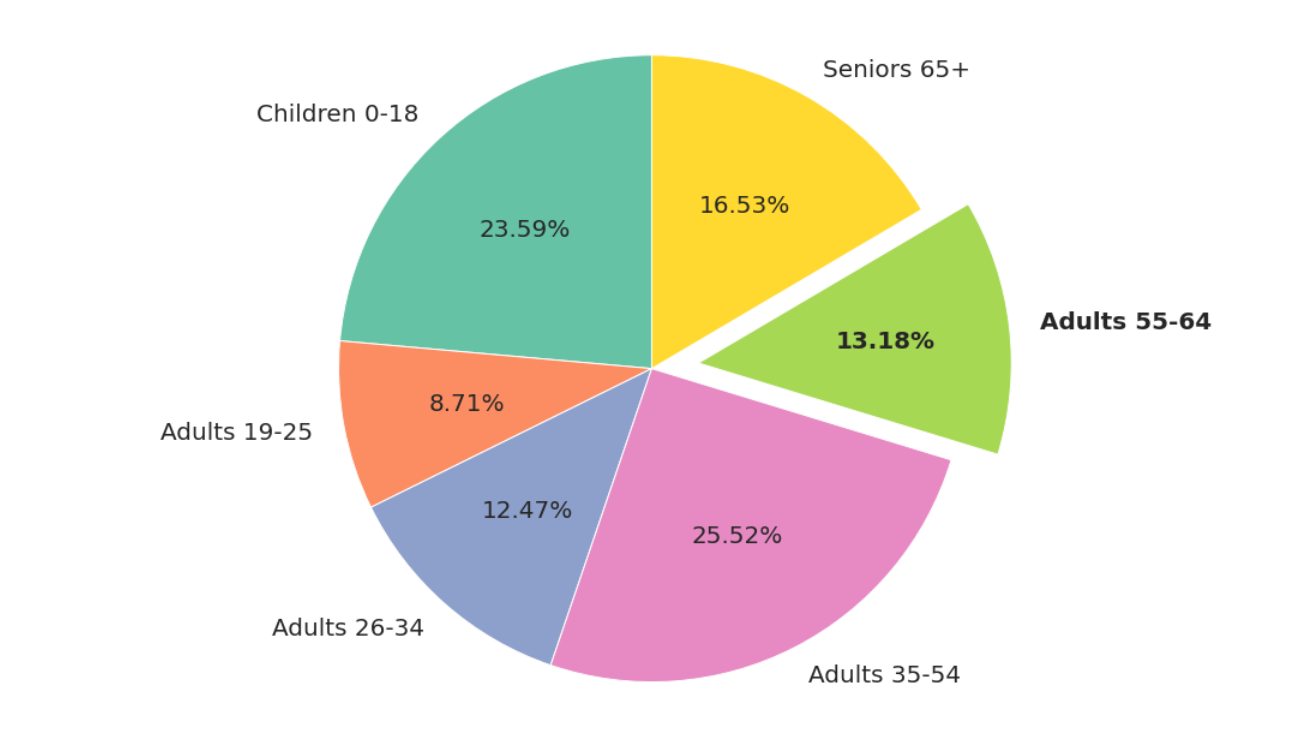 Seniors 65+
Children 0-18
16.53%
23.59%
Adults 55-64
13.18%
8.71%
Adults 19-25
12.47%
25.52%
Adults 26-34
Adults 35-54